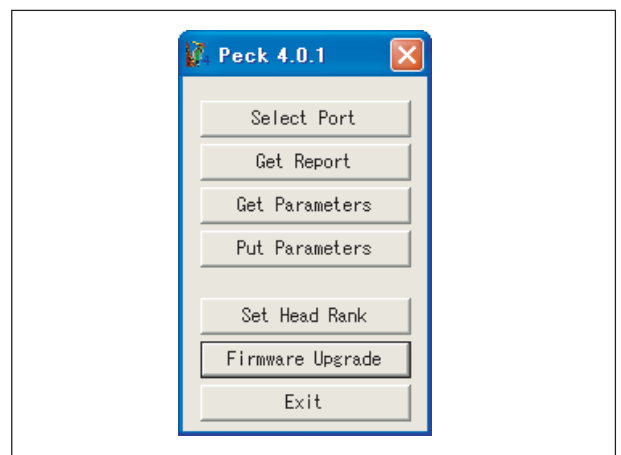 Peck 4.0.1
Select Port
Get Report
Get Parameters
Put Parameters
Set Head Rank
Firmware Upgrade
Exit